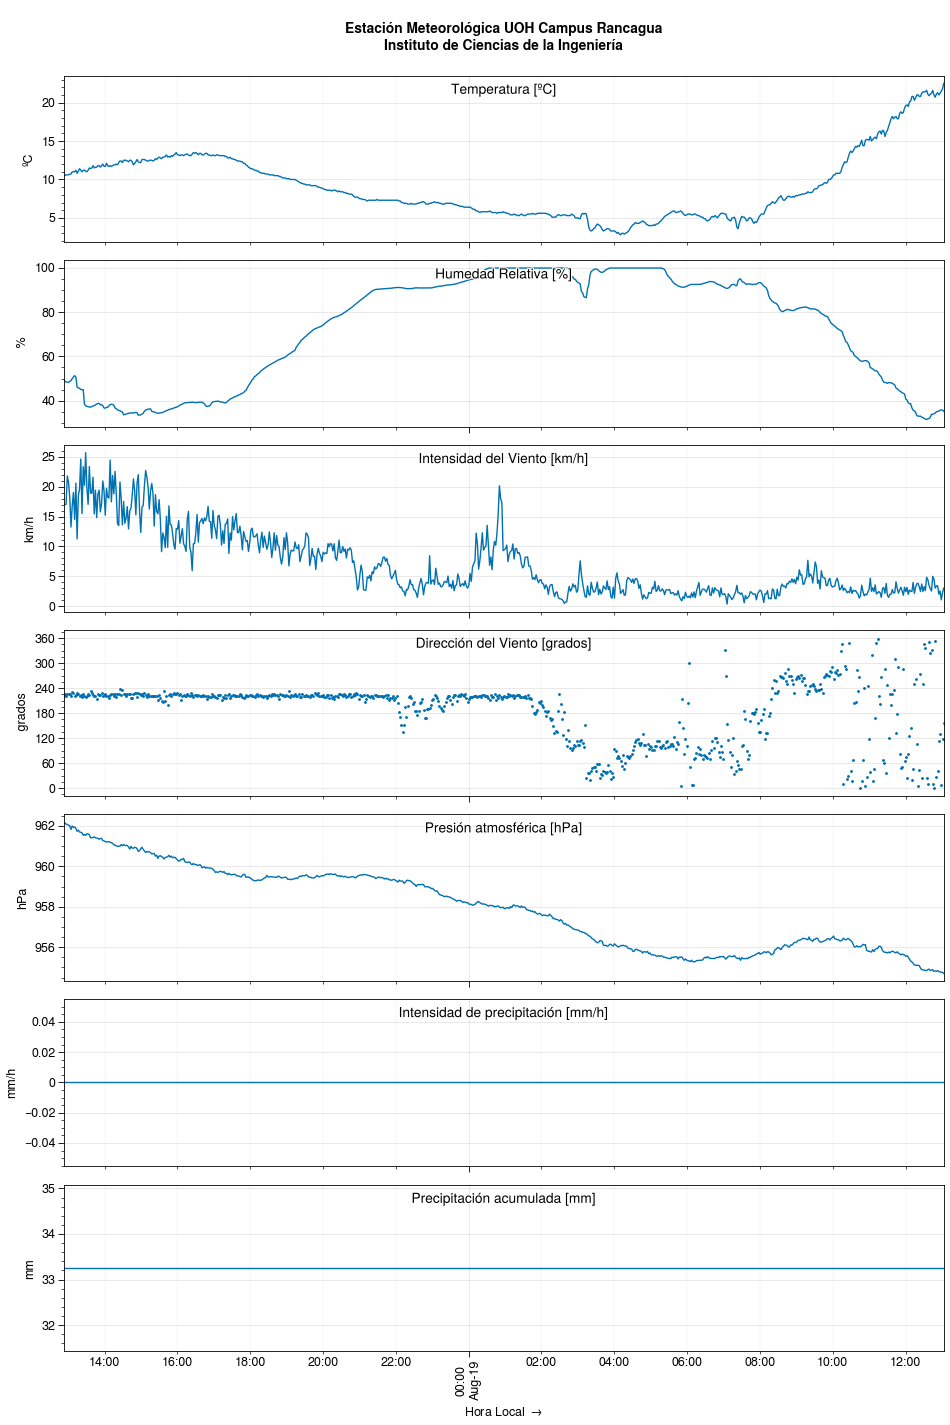 Estación Meteorológica UOH Campus Rancagua
Instituto de Ciencias de la Ingeniería
Temperatura [ºC]
ºC
20
15
10
5
Humedad Relativa [%]
%
100
80
60
40
Intensidad del Viento [km/h]
km/h
25
20
15
10
5
0
Dirección del Viento [grados]
grados
360
300
240
180
120
60
0
Presión atmosférica [hPa]
hPa
962
960
958
956
Intensidad de precipitación [mm/h]
mm/h
0.04
0.02
0
−0.02
−0.04
Precipitación acumulada [mm]
mm
35
34
33
32
14:00 16:00 18:00 20:00 22:00 00:00 02:00 04:00 06:00 08:00 10:00 12:00
Aug-19
Hora Local →